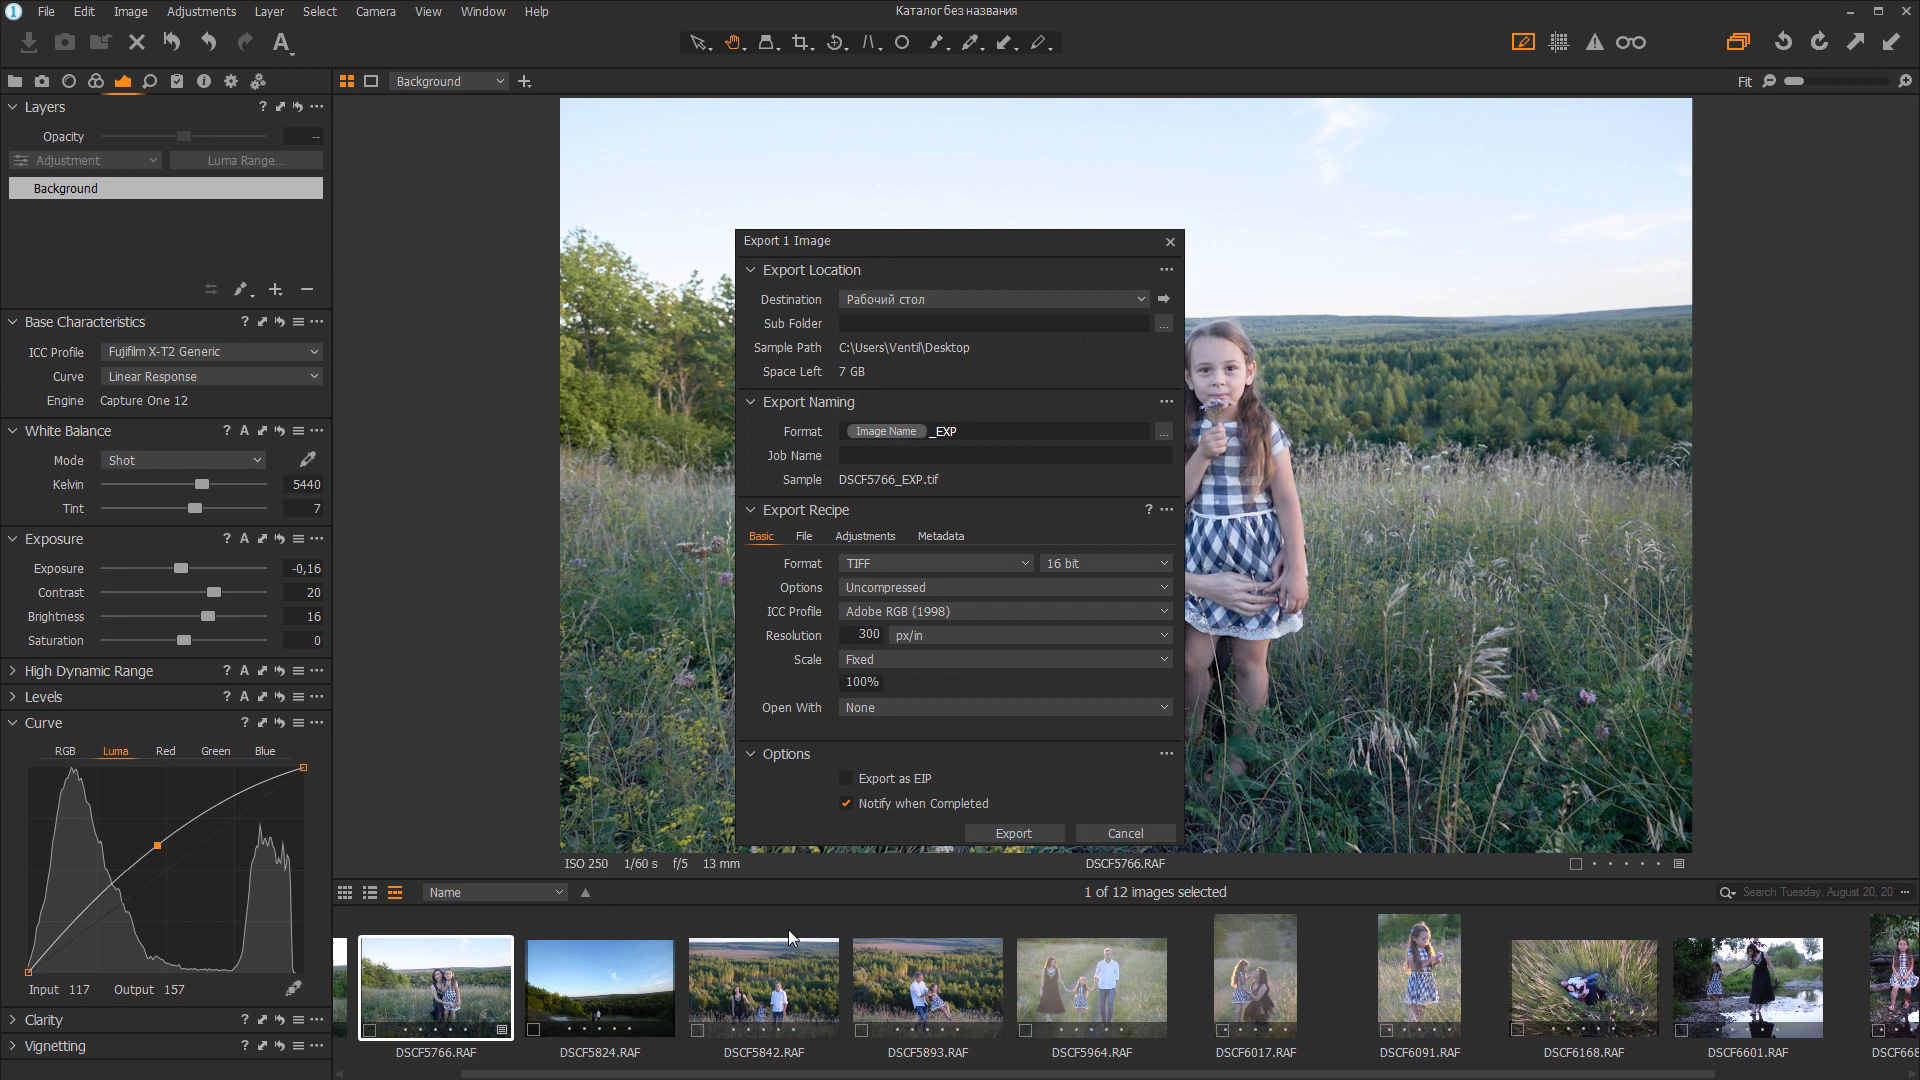 File Edit Image Adjustments Layer Select Camera View Window Help
Каталог без названия
Background
Fit
Layers
Opacity --
Adjustment Luma Range...
Background
Base Characteristics
ICC Profile Fujifilm X-T2 Generic
Curve Linear Response
Engine Capture One 12
White Balance
Mode Shot
Kelvin 5440
Tint 7
Exposure
Exposure -0,16
Contrast 20
Brightness 16
Saturation 0
High Dynamic Range
Levels
Curve
RGB Luma Red Green Blue
Input 117 Output 157
Clarity
Vignetting
Export 1 Image
Export Location
Destination Рабочий стол
Sub Folder
Sample Path C:\Users\Ventil\Desktop
Space Left 7 GB
Export Naming
Format Image Name _EXP
Job Name
Sample DSCF5766_EXP.tif
Export Recipe
Basic File Adjustments Metadata
Format TIFF 16 bit
Options Uncompressed
ICC Profile Adobe RGB (1998)
Resolution 300 px/in
Scale Fixed
100%
Open With None
Options
Export as EIP
Notify when Completed
Export Cancel
ISO 250 1/60 s f/5 13 mm
DSCF5766.RAF
Name
1 of 12 images selected
Search Tuesday, August 20, 20
DSCF5766.RAF DSCF5824.RAF DSCF5842.RAF DSCF5893.RAF DSCF5964.RAF DSCF6017.RAF DSCF6091.RAF DSCF6168.RAF DSCF6601.RAF DSCF668